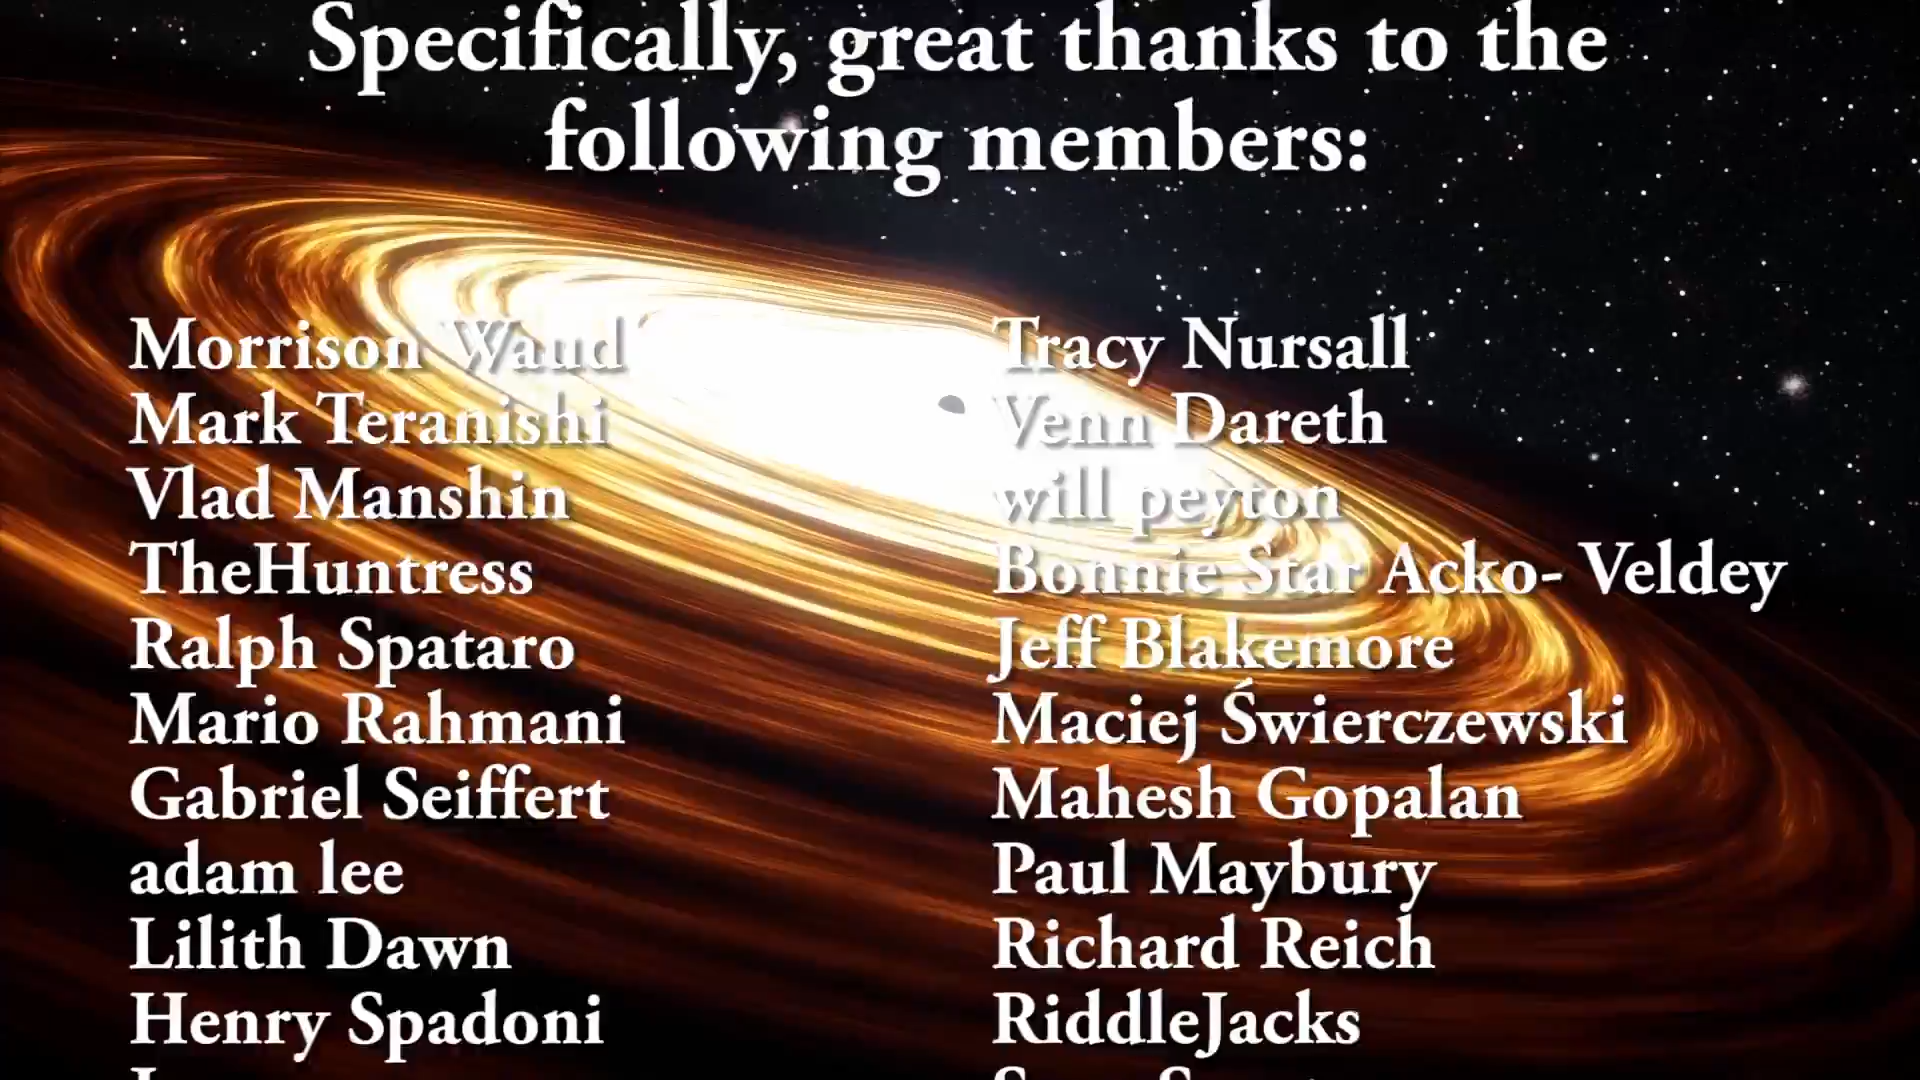 Specifically, great thanks to the
following members:
Morrison Waud
Mark Teranishi
Vlad Manshin
TheHuntress
Ralph Spataro
Mario Rahmani
Gabriel Seiffert
adam lee
Lilith Dawn
Henry Spadoni
Tracy Nursall
Venn Dareth
will peyton
Bonnie Star Acko- Veldey
Jeff Blakemore
Maciej Świerczewski
Mahesh Gopalan
Paul Maybury
Richard Reich
RiddleJacks